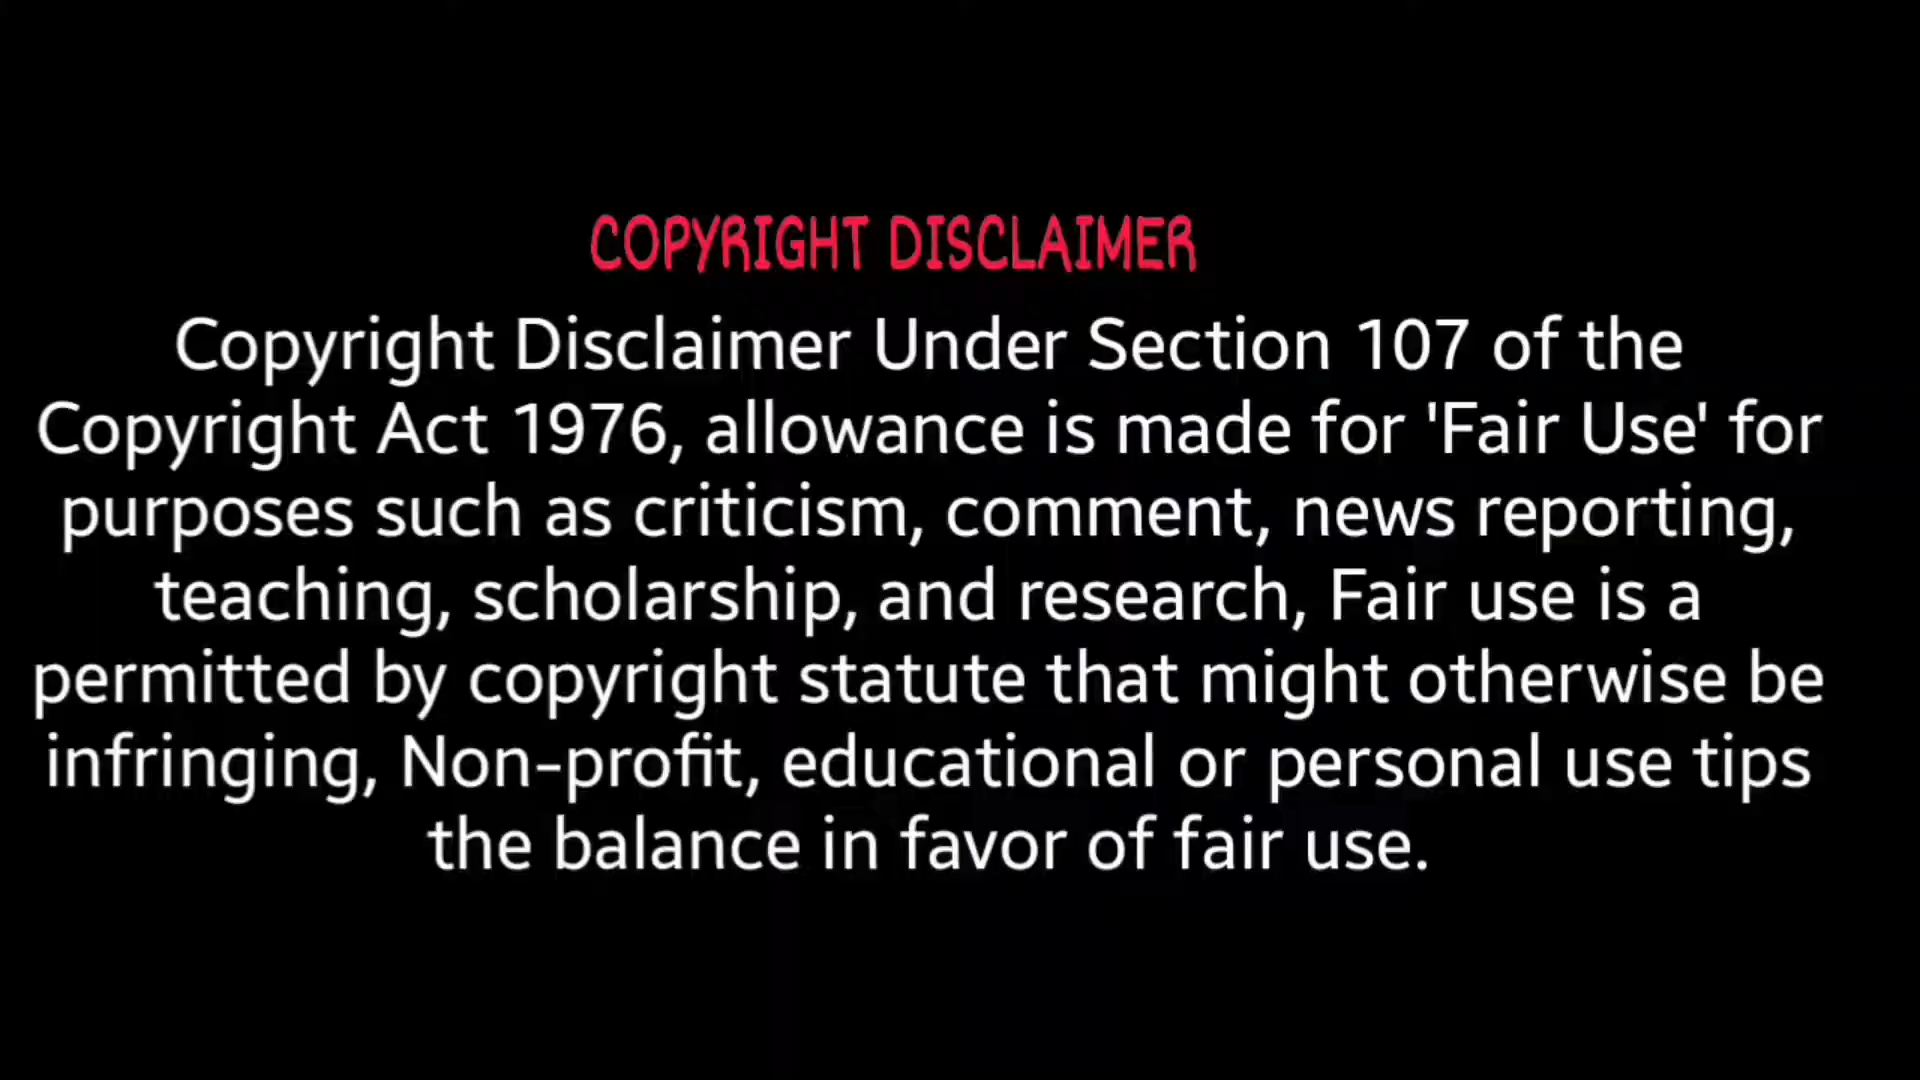 COPYRIGHT DISCLAIMER
Copyright Disclaimer Under Section 107 of the
Copyright Act 1976, allowance is made for 'Fair Use' for
purposes such as criticism, comment, news reporting,
teaching, scholarship, and research, Fair use is a
permitted by copyright statute that might otherwise be
infringing, Non-profit, educational or personal use tips
the balance in favor of fair use.